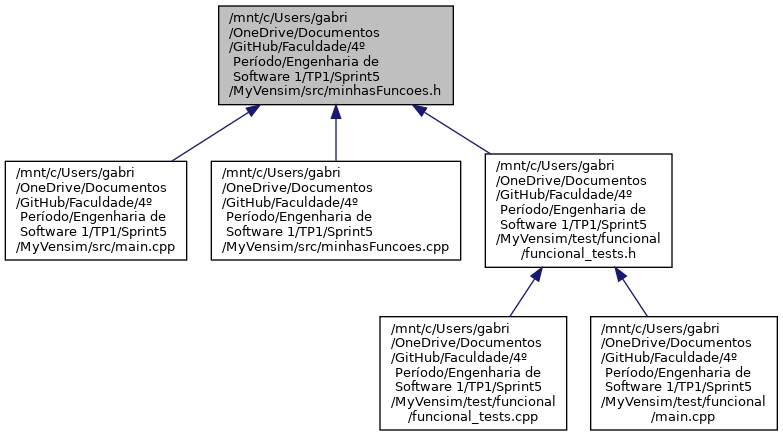 /mnt/c/Users/gabri
/OneDrive/Documentos
/GitHub/Faculdade/4º
Período/Engenharia de
Software 1/TP1/Sprint5
/MyVensim/src/minhasFuncoes.h
/mnt/c/Users/gabri
/OneDrive/Documentos
/GitHub/Faculdade/4º
Período/Engenharia de
Software 1/TP1/Sprint5
/MyVensim/src/main.cpp
/mnt/c/Users/gabri
/OneDrive/Documentos
/GitHub/Faculdade/4º
Período/Engenharia de
Software 1/TP1/Sprint5
/MyVensim/src/minhasFuncoes.cpp
/mnt/c/Users/gabri
/OneDrive/Documentos
/GitHub/Faculdade/4º
Período/Engenharia de
Software 1/TP1/Sprint5
/MyVensim/test/funcional
/funcional_tests.h
/mnt/c/Users/gabri
/OneDrive/Documentos
/GitHub/Faculdade/4º
Período/Engenharia de
Software 1/TP1/Sprint5
/MyVensim/test/funcional
/funcional_tests.cpp
/mnt/c/Users/gabri
/OneDrive/Documentos
/GitHub/Faculdade/4º
Período/Engenharia de
Software 1/TP1/Sprint5
/MyVensim/test/funcional
/main.cpp